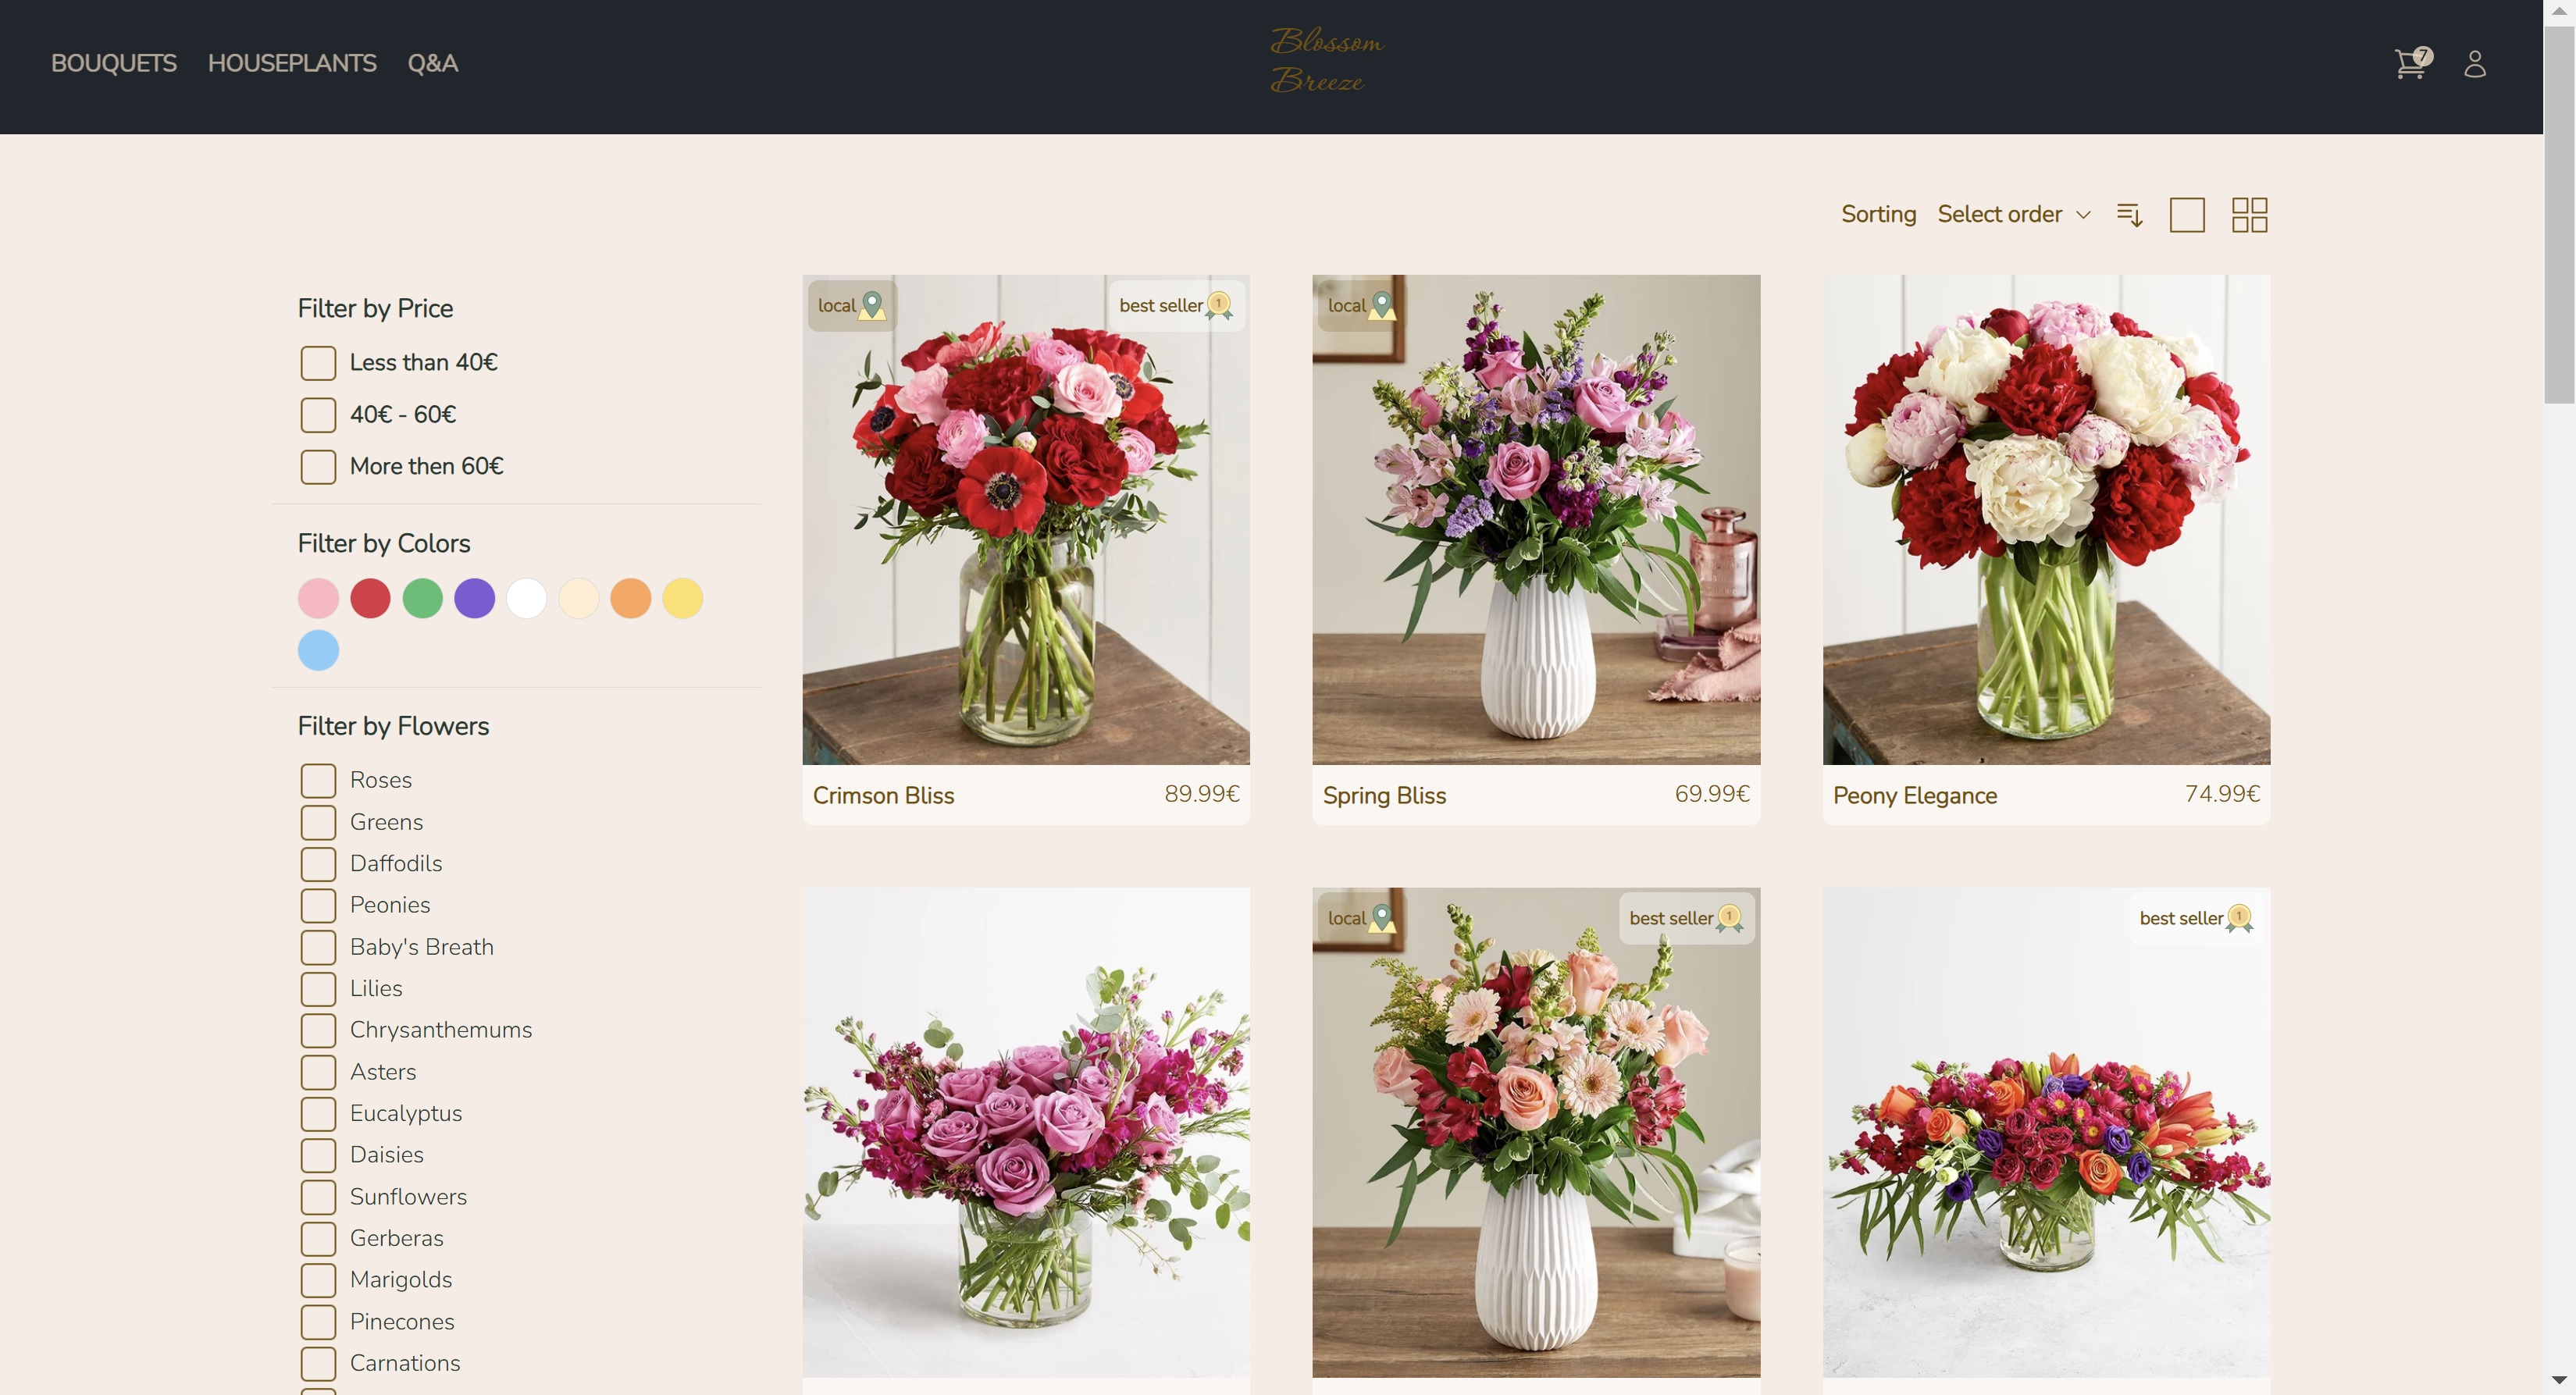 BOUQUETS HOUSEPLANTS Q&A
Blossom
Breeze
7
Sorting Select order
Filter by Price
Less than 40€
40€ - 60€
More then 60€
Filter by Colors
Filter by Flowers
Roses
Greens
Daffodils
Peonies
Baby's Breath
Lilies
Chrysanthemums
Asters
Eucalyptus
Daisies
Sunflowers
Gerberas
Marigolds
Pinecones
Carnations
local
best seller 1
Crimson Bliss 89.99€
local
Spring Bliss 69.99€
Peony Elegance 74.99€
local
best seller 1
best seller 1